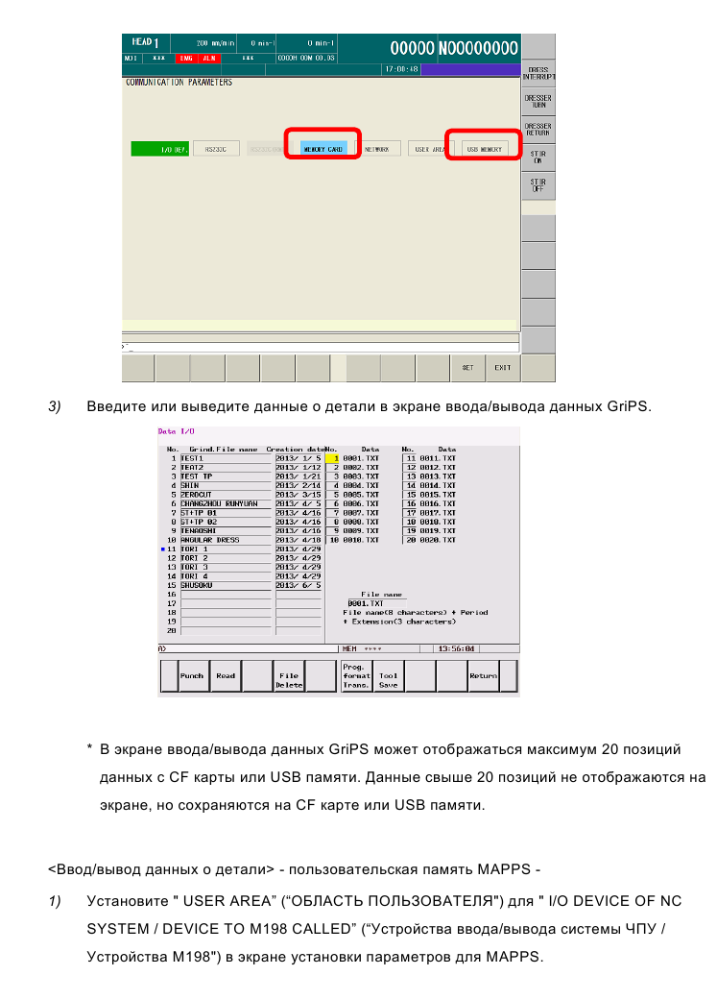 HEAD 1 200 mm/min 0 min-1 0 min-1 O0000 N00000000
MDI *** EMG ALM *** 0000H 00M 00.03
17:00:48
COMMUNICATION PARAMETERS
DRESS INTERRUPT
DRESSER TURN
DRESSER RETURN
STIR ON
STIR OFF
I/O DEV. RS232C MEMORY CARD NETWORK USER AREA USB MEMORY
>_
SET EXIT
3) Введите или выведите данные о детали в экране ввода/вывода данных GriPS.
Data I/O
No. Grind.File name Creation date No. Data No. Data
1 TEST1 2013/ 1/ 5 1 0001.TXT 11 0011.TXT
2 TEAT2 2013/ 1/12 2 0002.TXT 12 0012.TXT
3 TEST TP 2013/ 1/21 3 0003.TXT 13 0013.TXT
4 SHIN 2013/ 2/14 4 0004.TXT 14 0014.TXT
5 ZEROCUT 2013/ 3/15 5 0005.TXT 15 0015.TXT
6 CHANGZHOU RUNYUAN 2013/ 4/ 5 6 0006.TXT 16 0016.TXT
7 ST+TP 01 2013/ 4/16 7 0007.TXT 17 0017.TXT
8 ST+TP 02 2013/ 4/16 8 0008.TXT 18 0018.TXT
9 TENAOSHI 2013/ 4/16 9 0009.TXT 19 0019.TXT
10 ANGULAR DRESS 2013/ 4/18 10 0010.TXT 20 0020.TXT
11 TORI 1 2013/ 4/29
12 TORI 2 2013/ 4/29
13 TORI 3 2013/ 4/29
14 TORI 4 2013/ 4/29
15 SHUSOKU 2013/ 6/ 5
16 File name
17 0001.TXT
18 File name(8 characters) + Period
19 + Extension(3 characters)
20
A> MEM **** 13:56:04
Punch Read File Delete Prog. format Trans. Tool Save Return
* В экране ввода/вывода данных GriPS может отображаться максимум 20 позиций
данных с CF карты или USB памяти. Данные свыше 20 позиций не отображаются на
экране, но сохраняются на CF карте или USB памяти.
<Ввод/вывод данных о детали> - пользовательская память MAPPS -
1) Установите " USER AREA” (“ОБЛАСТЬ ПОЛЬЗОВАТЕЛЯ") для " I/O DEVICE OF NC
SYSTEM / DEVICE TO M198 CALLED” (“Устройства ввода/вывода системы ЧПУ /
Устройства M198") в экране установки параметров для MAPPS.